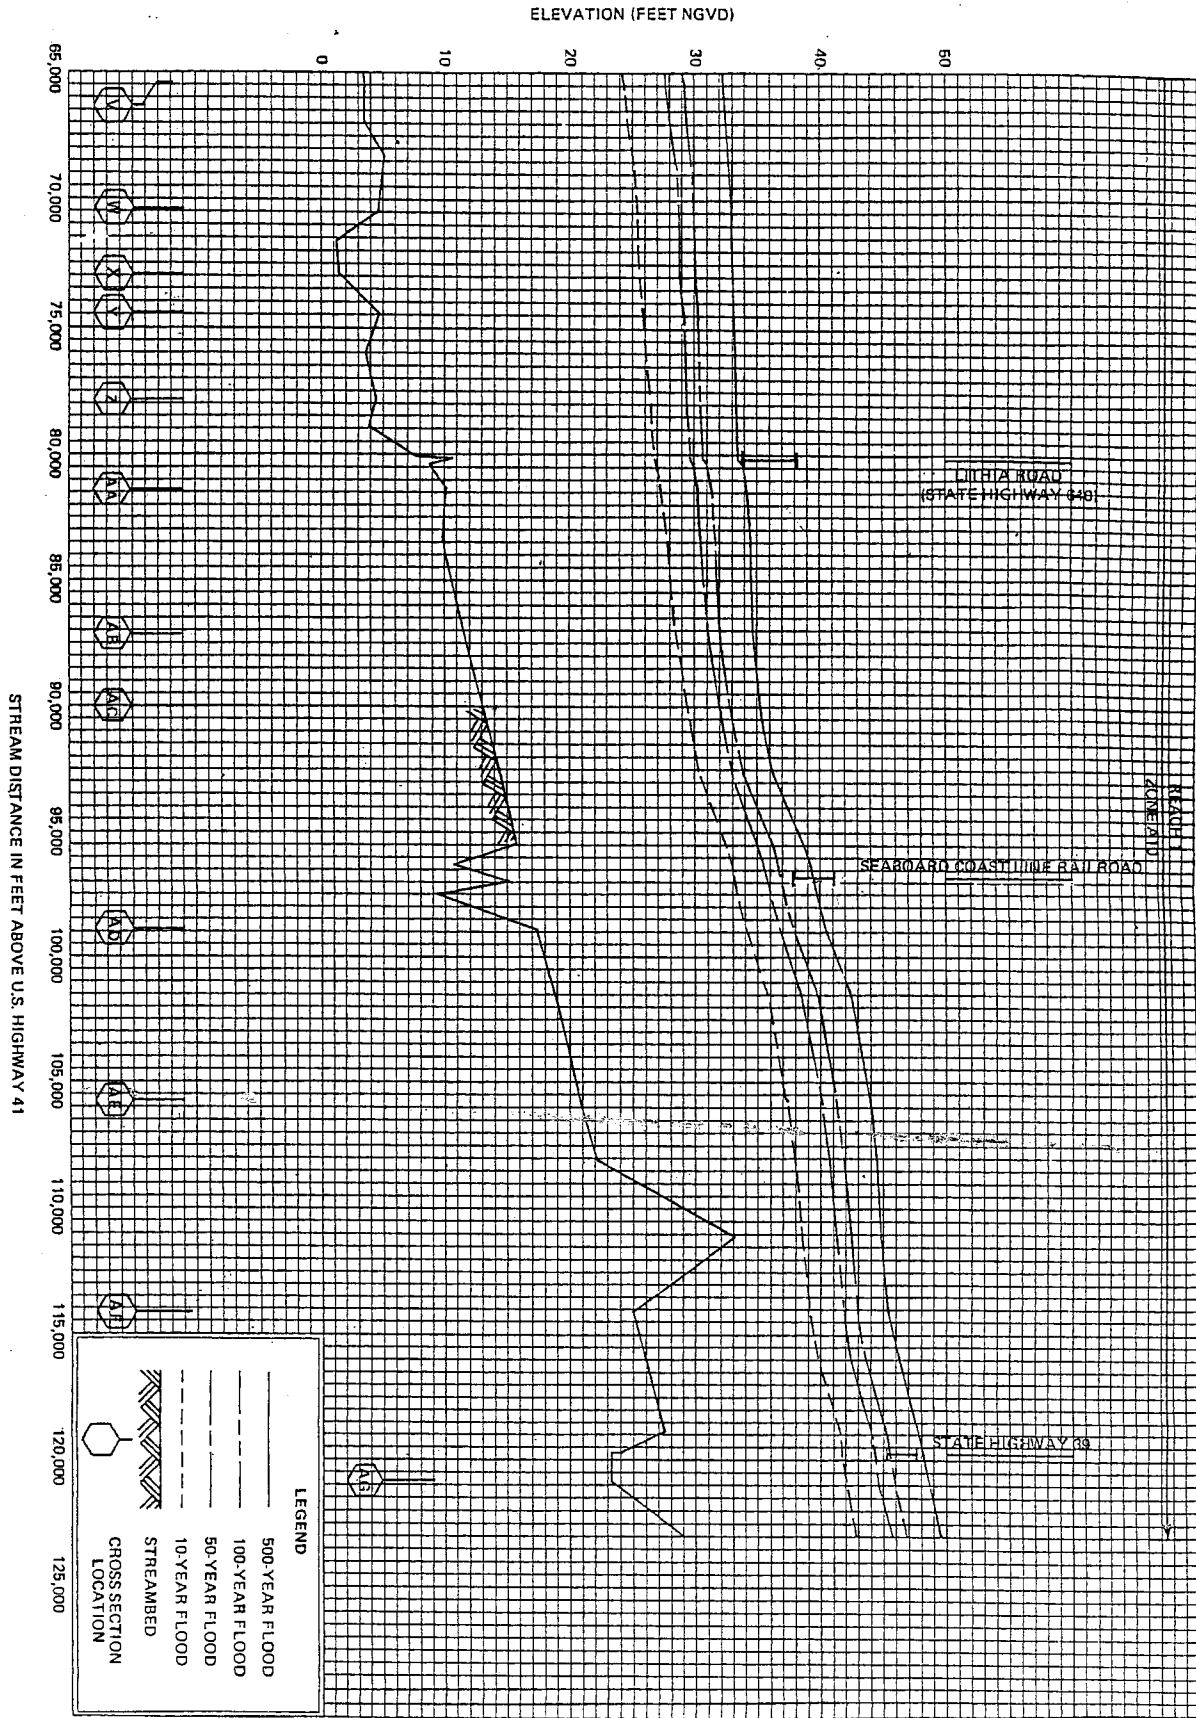 ELEVATION (FEET NGVD)
0
10
20
30
40
50
65,000
70,000
75,000
80,000
85,000
90,000
95,000
100,000
105,000
110,000
115,000
120,000
125,000
STREAM DISTANCE IN FEET ABOVE U.S. HIGHWAY 41
V
W
X
Y
Z
AA
AB
AC
AD
AE
AF
AG
LITHIA ROAD
(STATE HIGHWAY 640)
REACH 1
ZONE A10
SEABOARD COAST LINE RAILROAD
STATE HIGHWAY 39
LEGEND
500-YEAR FLOOD
100-YEAR FLOOD
50-YEAR FLOOD
10-YEAR FLOOD
STREAMBED
CROSS SECTION
LOCATION